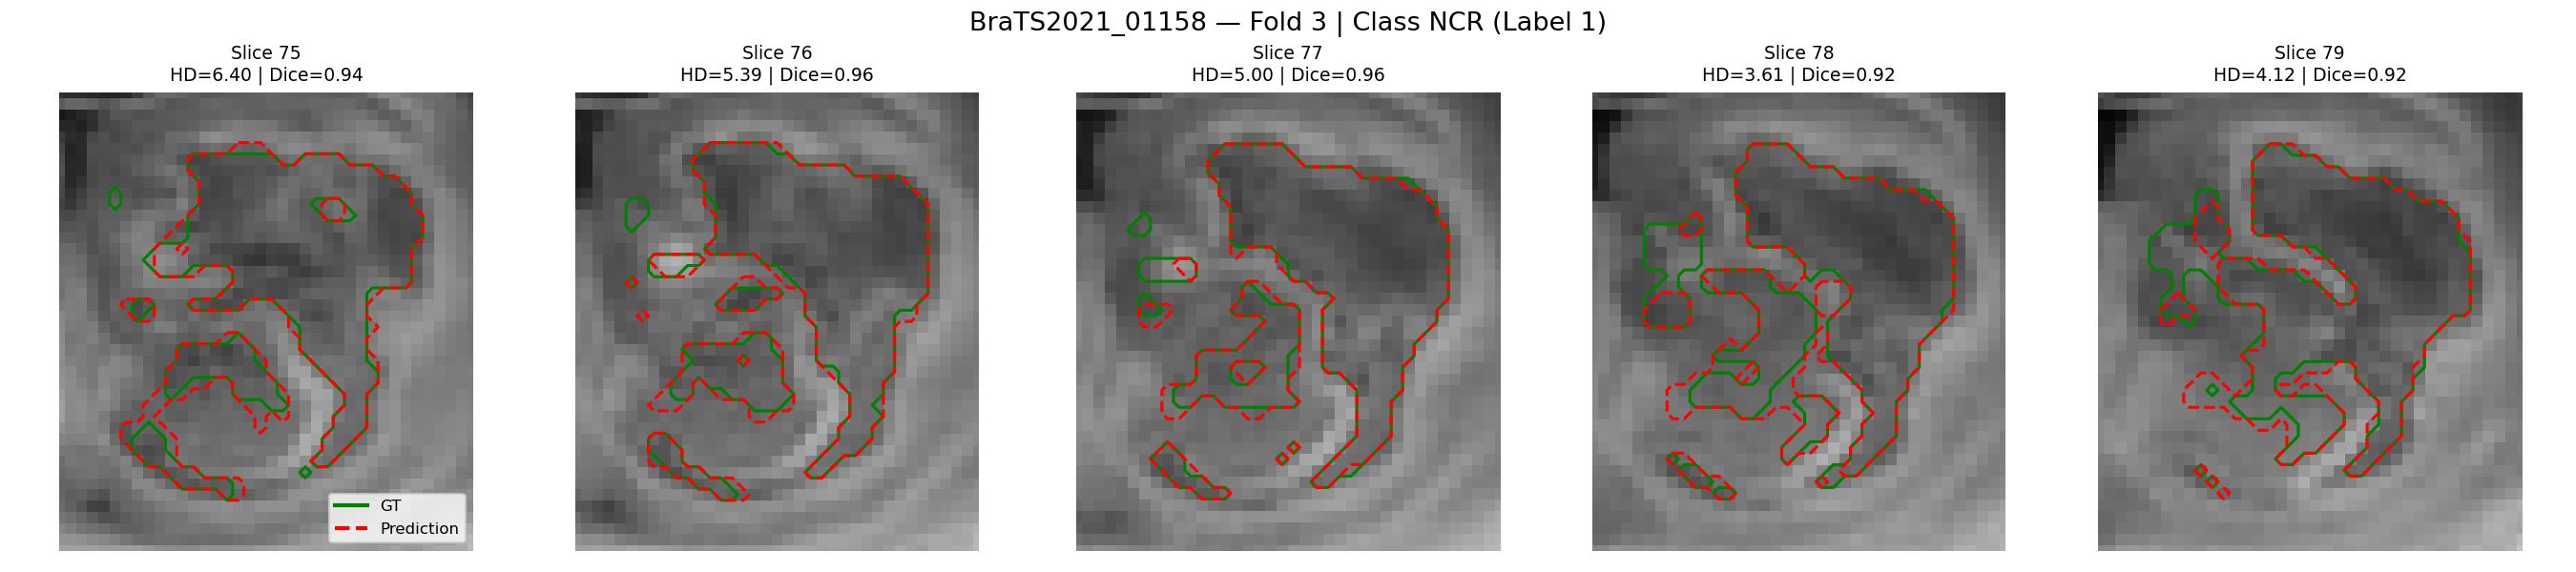 BraTS2021_01158 — Fold 3 | Class NCR (Label 1)
Slice 75
HD=6.40 | Dice=0.94
Slice 76
HD=5.39 | Dice=0.96
Slice 77
HD=5.00 | Dice=0.96
Slice 78
HD=3.61 | Dice=0.92
Slice 79
HD=4.12 | Dice=0.92
GT
Prediction